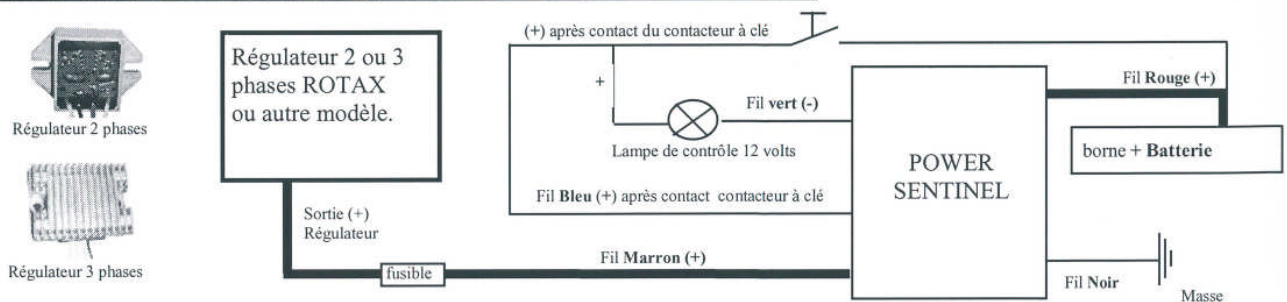 Régulateur 2 phases
Régulateur 3 phases
Régulateur 2 ou 3
phases ROTAX
ou autre modèle.
Sortie (+)
Régulateur
fusible
(+) après contact du contacteur à clé
+
Fil vert (-)
Lampe de contrôle 12 volts
Fil Bleu (+) après contact contacteur à clé
Fil Marron (+)
POWER
SENTINEL
Fil Rouge (+)
borne + Batterie
Fil Noir
Masse